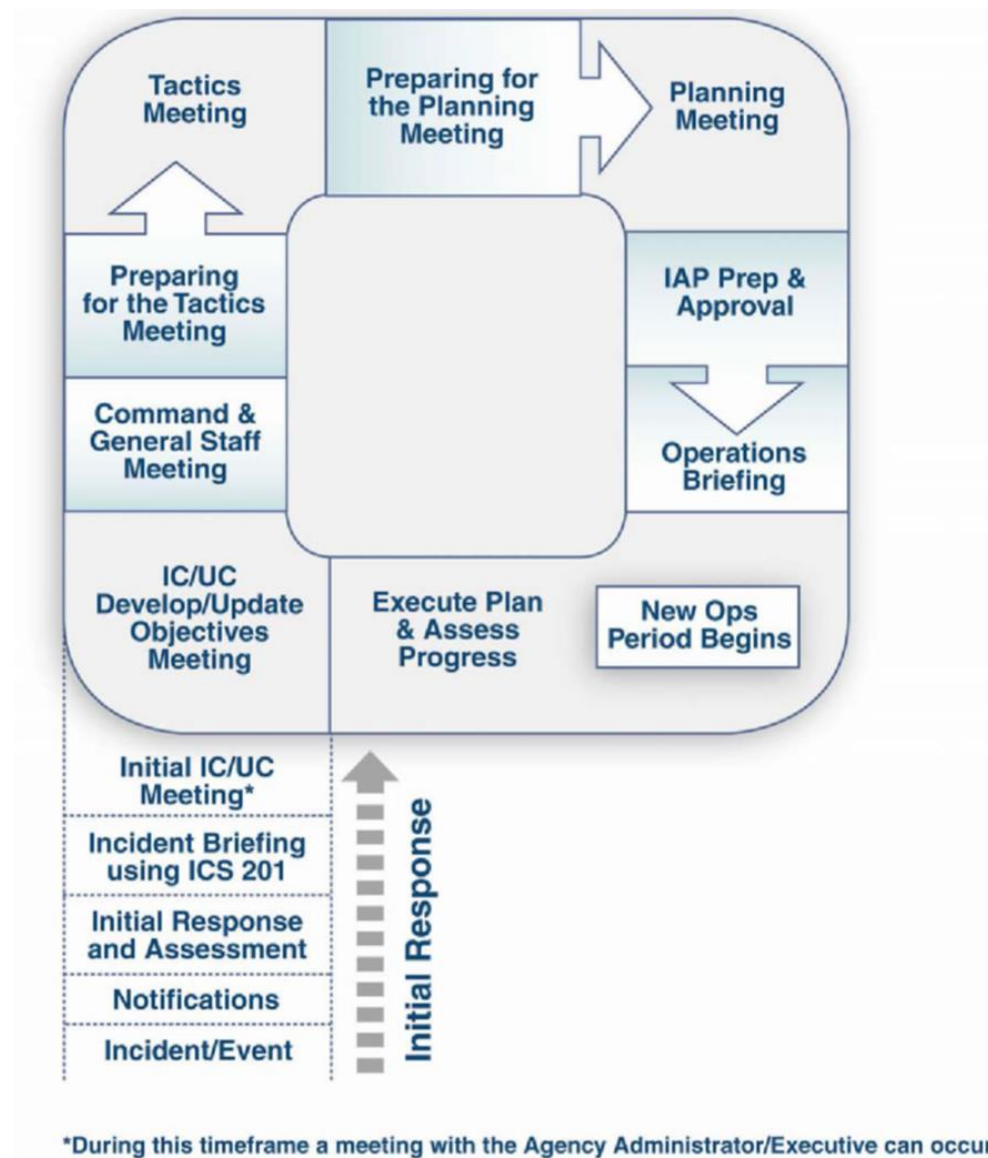 Tactics
Meeting
Preparing for
the Planning
Meeting
Planning
Meeting
Preparing
for the Tactics
Meeting
IAP Prep &
Approval
Command &
General Staff
Meeting
Operations
Briefing
IC/UC
Develop/Update
Objectives
Meeting
Execute Plan
& Assess
Progress
New Ops
Period Begins
Initial IC/UC
Meeting*
Incident Briefing
using ICS 201
Initial Response
and Assessment
Notifications
Incident/Event
Initial Response
*During this timeframe a meeting with the Agency Administrator/Executive can occur